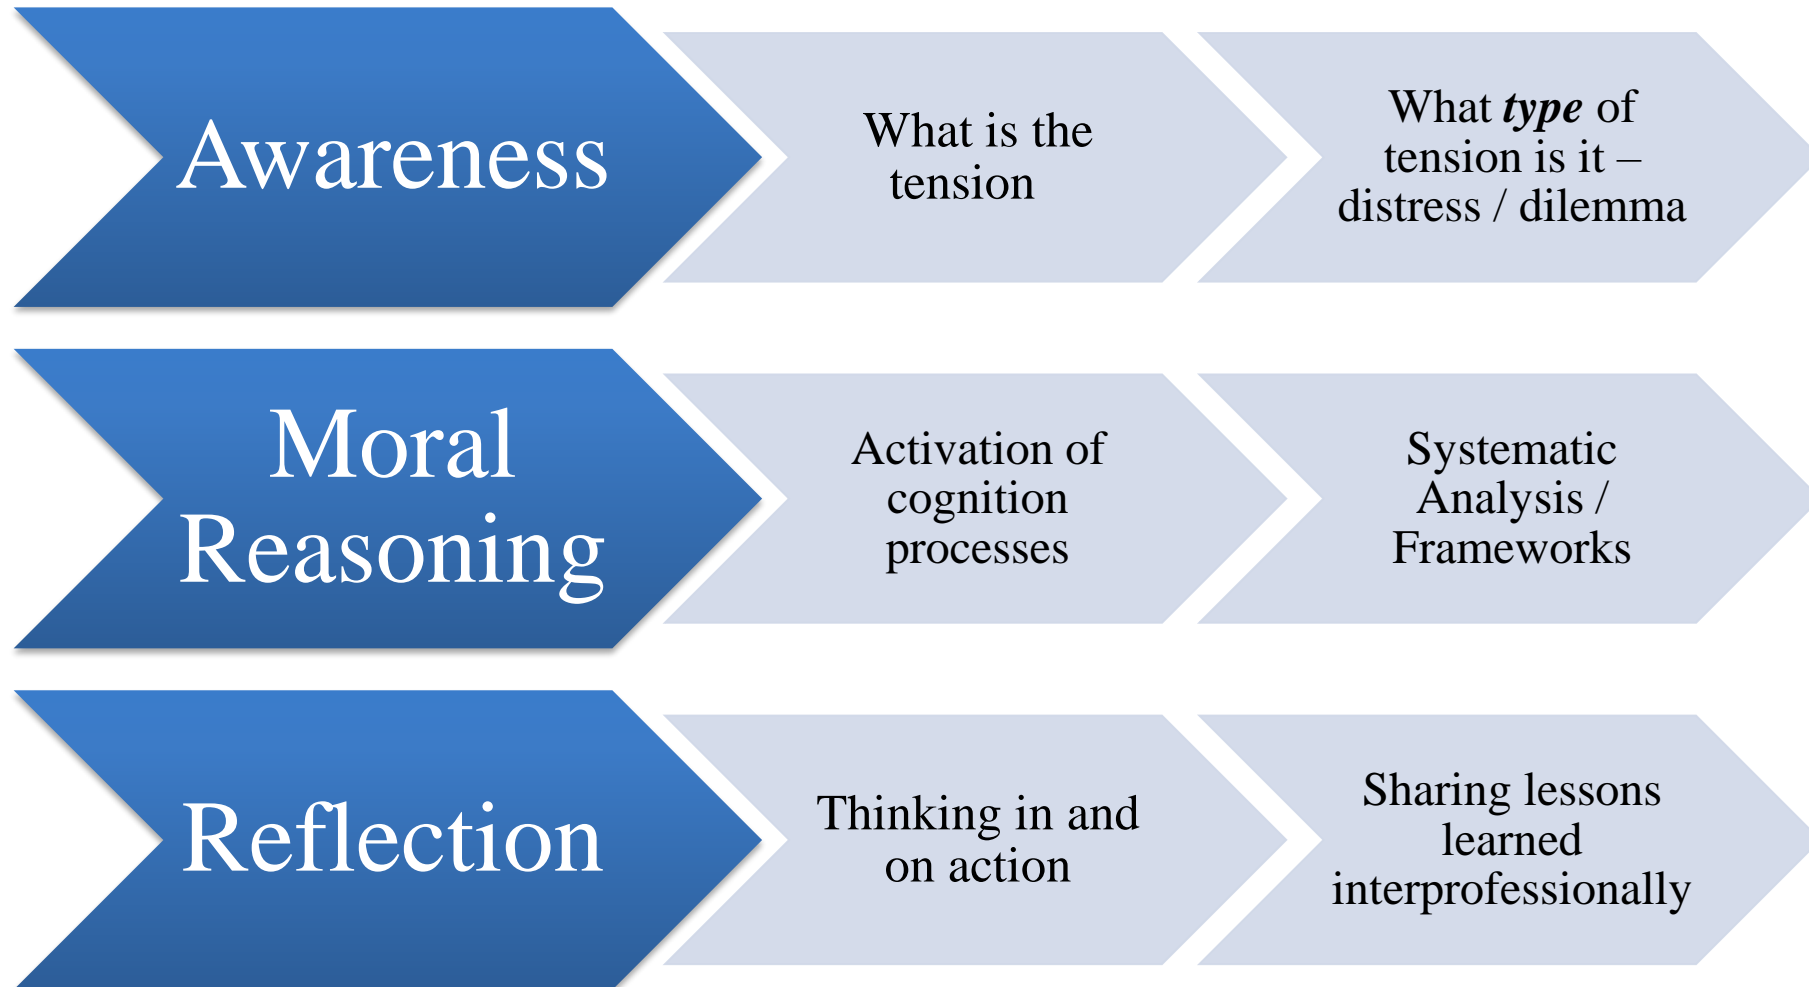 Awareness
What is the
tension
What type of
tension is it –
distress / dilemma
Moral
Reasoning
Activation of
cognition
processes
Systematic
Analysis /
Frameworks
Reflection
Thinking in and
on action
Sharing lessons
learned
interprofessionally